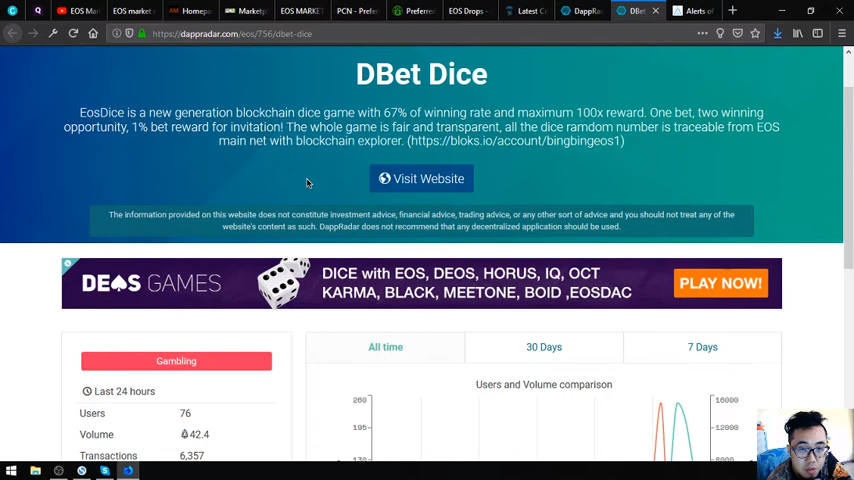 EOS Mar
EOS market
Homep
Marketpl
EOS MARKET
PCN - Prefer
Preferred
EOS Drops -
Latest Cr
DappRa
DBet
Alerts of
https://dappradar.com/eos/756/dbet-dice
DBet Dice
EosDice is a new generation blockchain dice game with 67% of winning rate and maximum 100x reward. One bet, two winning
opportunity, 1% bet reward for invitation! The whole game is fair and transparent, all the dice ramdom number is traceable from EOS
main net with blockchain explorer. (https://bloks.io/account/bingbingeos1)
Visit Website
The information provided on this website does not constitute investment advice, financial advice, trading advice, or any other sort of advice and you should not treat any of the
website's content as such. DappRadar does not recommend that any decentralized application should be used.
DEOS GAMES
DICE with EOS, DEOS, HORUS, IQ, OCT
KARMA, BLACK, MEETONE, BOID ,EOSDAC
PLAY NOW!
Gambling
Last 24 hours
Users 76
Volume 42.4
Transactions 6,357
All time
30 Days
7 Days
Users and Volume comparison
260
195
130
16000
12000
8000